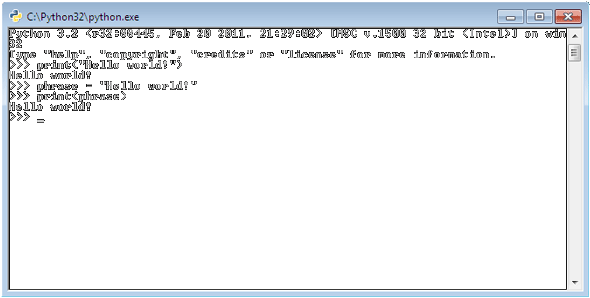 C:\Python32\python.exe
Python 3.2 (r32:88445, Feb 20 2011, 21:29:02) [MSC v.1500 32 bit (Intel)] on win
32
Type "help", "copyright", "credits" or "license" for more information.
>>> print("Hello world!")
Hello world!
>>> phrase = "Hello world!"
>>> print(phrase)
Hello world!
>>> _